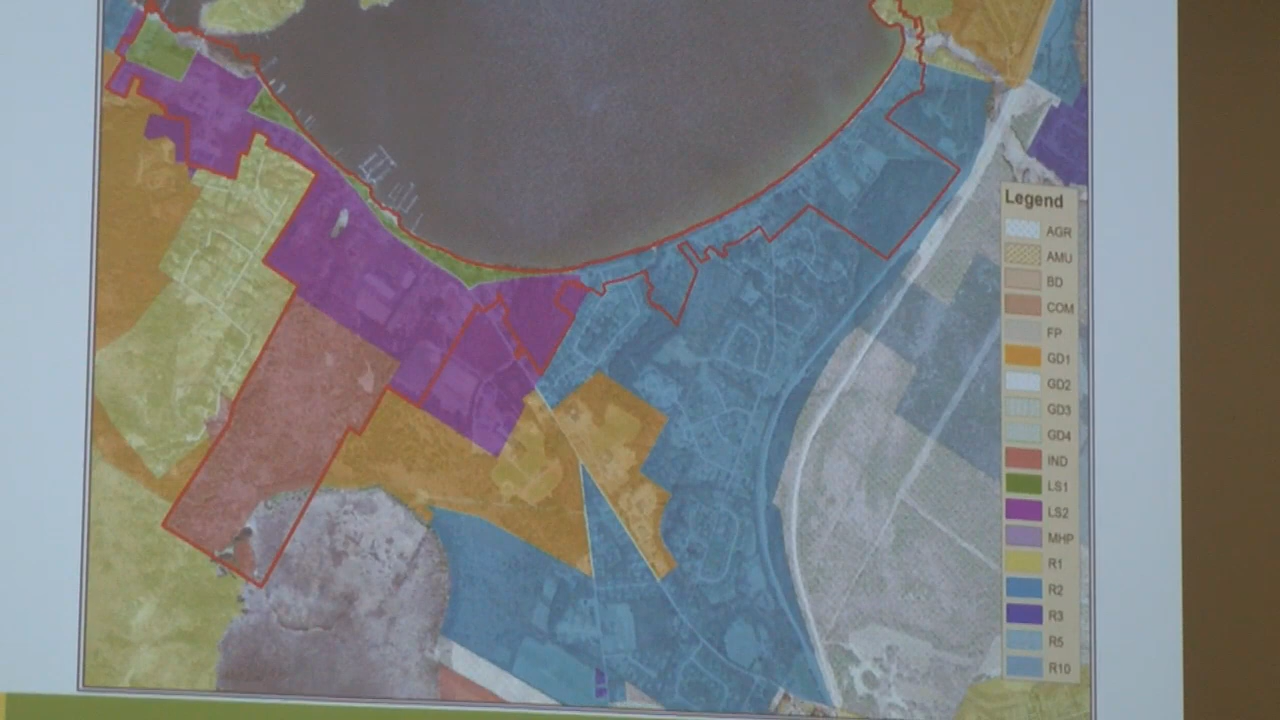 Legend
AGR
AMU
BD
COM
FP
GD1
GD2
GD3
GD4
IND
LS1
LS2
MHP
R1
R2
R3
R5
R10